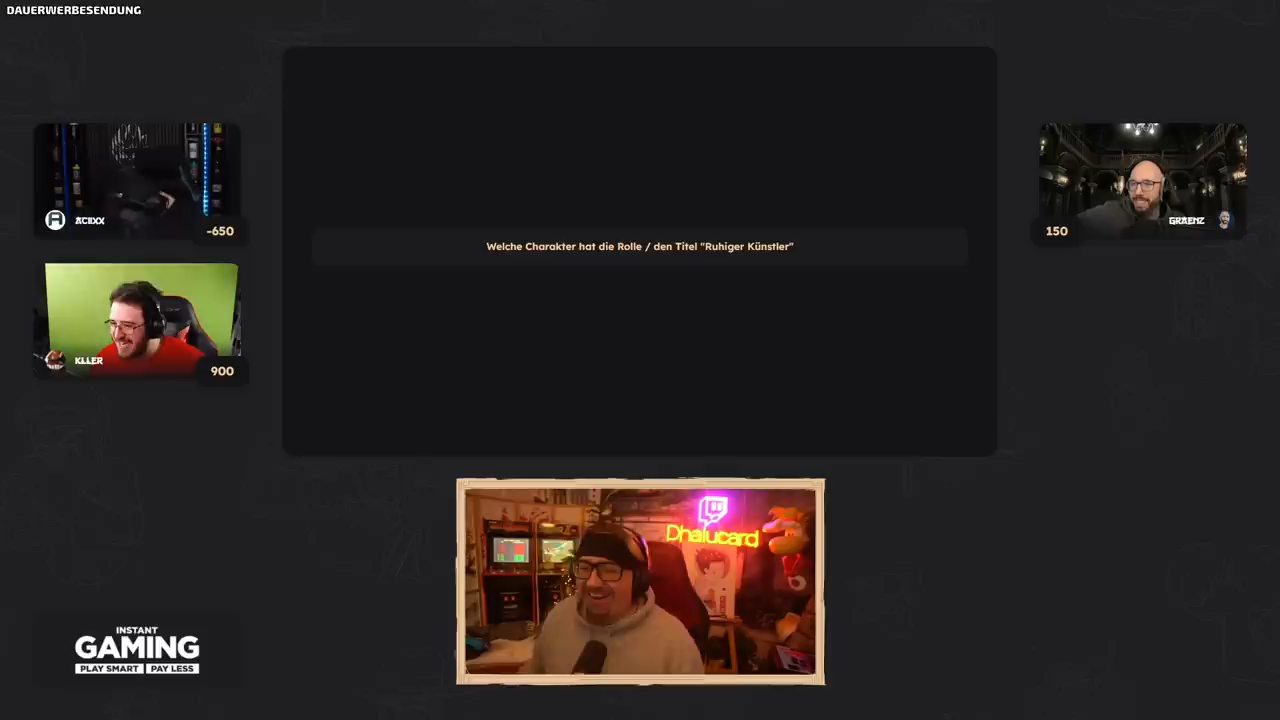 DAUERWERBESENDUNG
ACIIXX
-650
GRAENZ
150
Welche Charakter hat die Rolle / den Titel "Ruhiger Künstler"
KLLER
900
Dhalucard
INSTANT
GAMING
PLAY SMART PAY LESS